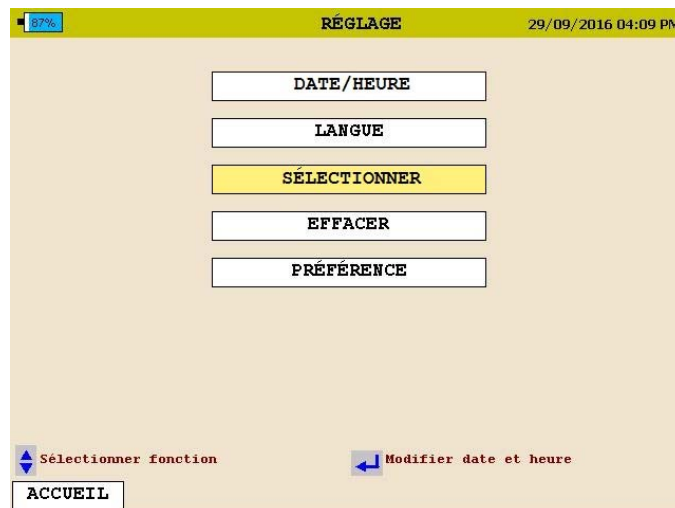 87% RÉGLAGE 29/09/2016 04:09 PM
DATE/HEURE
LANGUE
SÉLECTIONNER
EFFACER
PRÉFÉRENCE
Sélectionner fonction Modifier date et heure
ACCUEIL